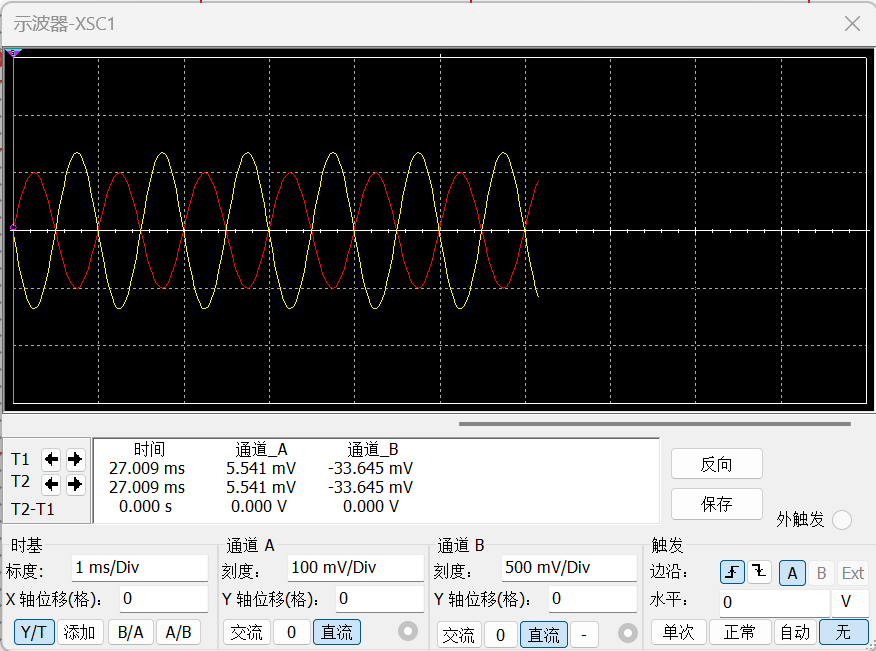 示波器-XSC1
时间 通道_A 通道_B
T1 27.009 ms 5.541 mV -33.645 mV
T2 27.009 ms 5.541 mV -33.645 mV
T2-T1 0.000 s 0.000 V 0.000 V
反向
保存
外触发
时基 通道 A 通道 B 触发
标度: 1 ms/Div 刻度: 100 mV/Div 刻度: 500 mV/Div 边沿: A B Ext
X 轴位移(格): 0 Y 轴位移(格): 0 Y 轴位移(格): 0 水平: 0 V
Y/T 添加 B/A A/B 交流 0 直流 交流 0 直流 - 单次 正常 自动 无